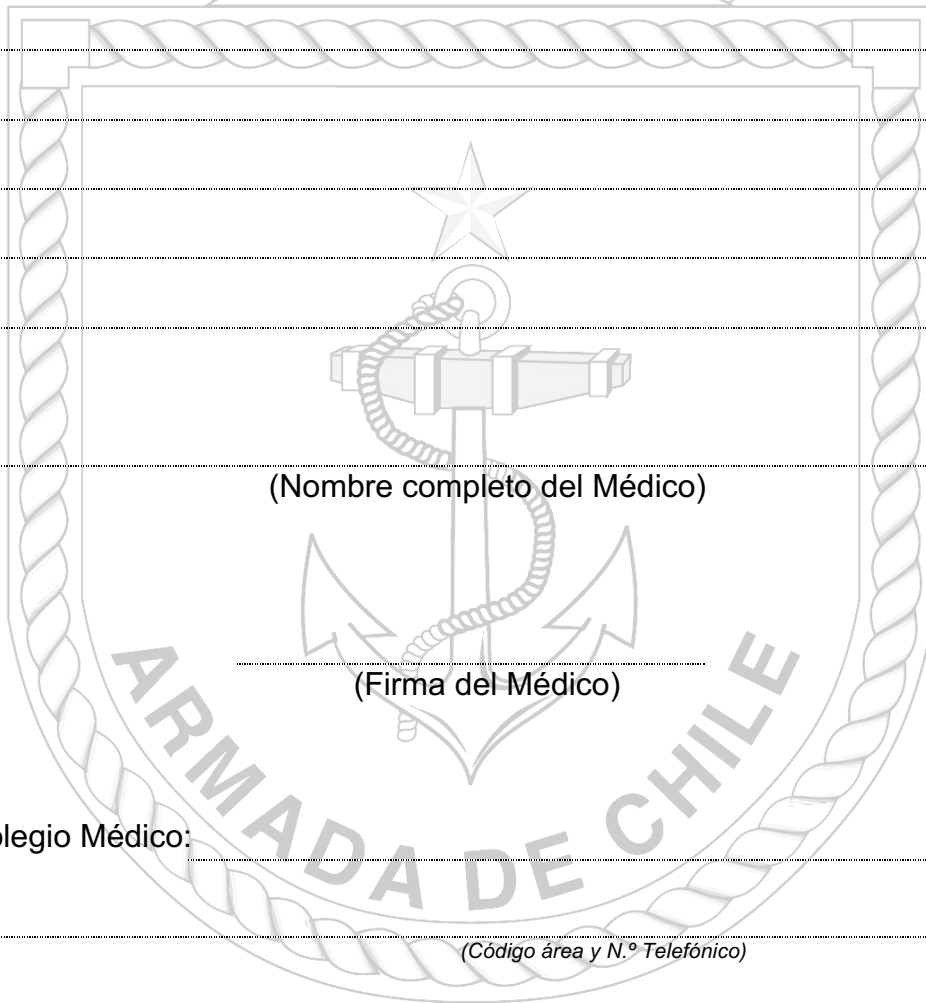 (Nombre completo del Médico)
(Firma del Médico)
legio Médico:
(Código área y N.º Telefónico)
ARMADA DE CHILE